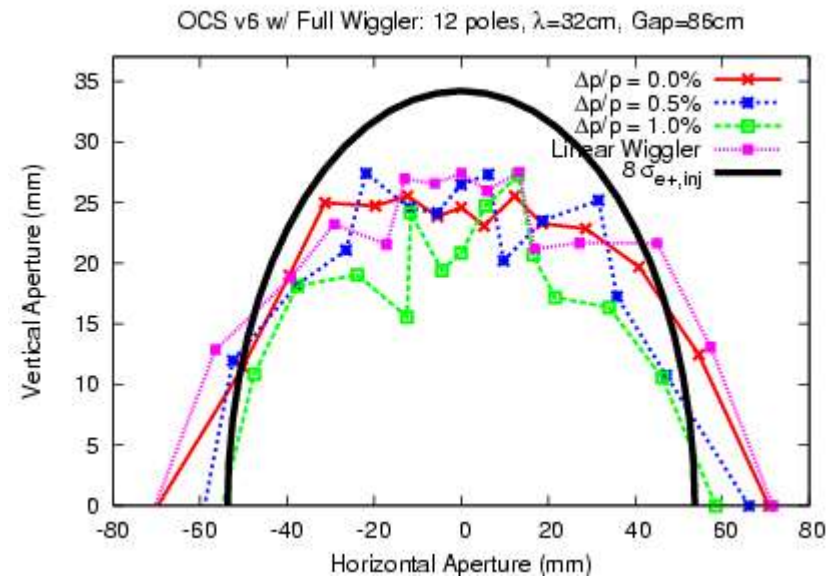 OCS v6 w/ Full Wiggler: 12 poles, λ=32cm, Gap=86cm
Δp/p = 0.0%
Δp/p = 0.5%
Δp/p = 1.0%
Linear Wiggler
8 σe+,inj
35
30
25
20
15
10
5
0
Vertical Aperture (mm)
-80 -60 -40 -20 0 20 40 60 80
Horizontal Aperture (mm)